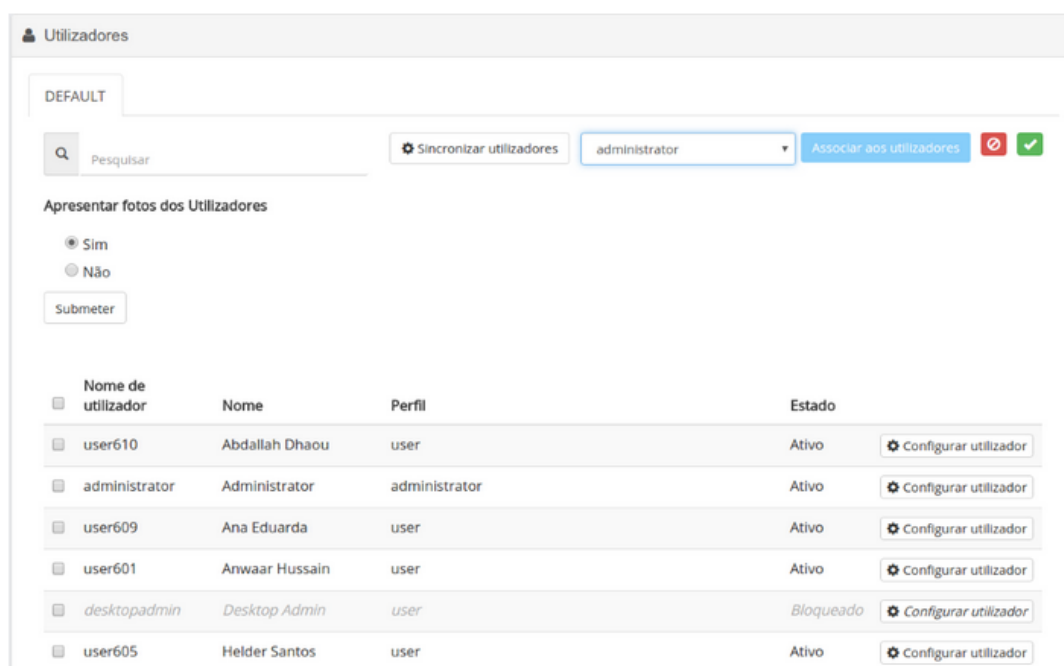 Utilizadores
DEFAULT
Pesquisar
Sincronizar utilizadores
administrator
Associar aos utilizadores
Apresentar fotos dos Utilizadores
Sim
Não
Submeter
Nome de
utilizador Nome Perfil Estado
user610 Abdallah Dhaou user Ativo Configurar utilizador
administrator Administrator administrator Ativo Configurar utilizador
user609 Ana Eduarda user Ativo Configurar utilizador
user601 Anwaar Hussain user Ativo Configurar utilizador
desktopadmin Desktop Admin user Bloqueado Configurar utilizador
user605 Helder Santos user Ativo Configurar utilizador